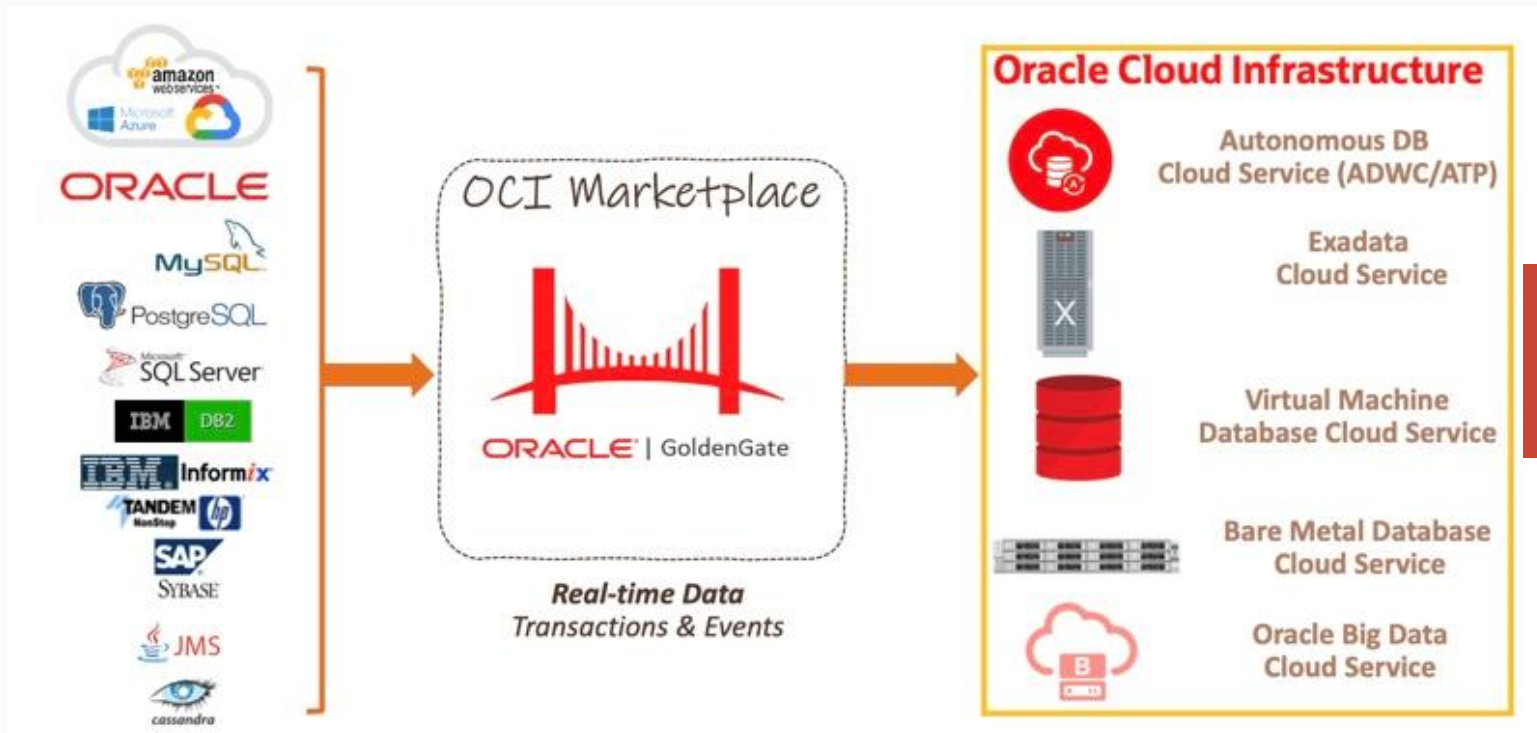 amazon
webservices™
Microsoft
Azure
ORACLE
MySQL
PostgreSQL
Microsoft
SQL Server
IBM DB2
IBM Informix
TANDEM
NonStop
hp
SAP
SYBASE
JMS
cassandra
OCI Marketplace
ORACLE | GoldenGate
Real-time Data
Transactions & Events
Oracle Cloud Infrastructure
A
Autonomous DB
Cloud Service (ADWC/ATP)
X
Exadata
Cloud Service
Virtual Machine
Database Cloud Service
Bare Metal Database
Cloud Service
B
Oracle Big Data
Cloud Service